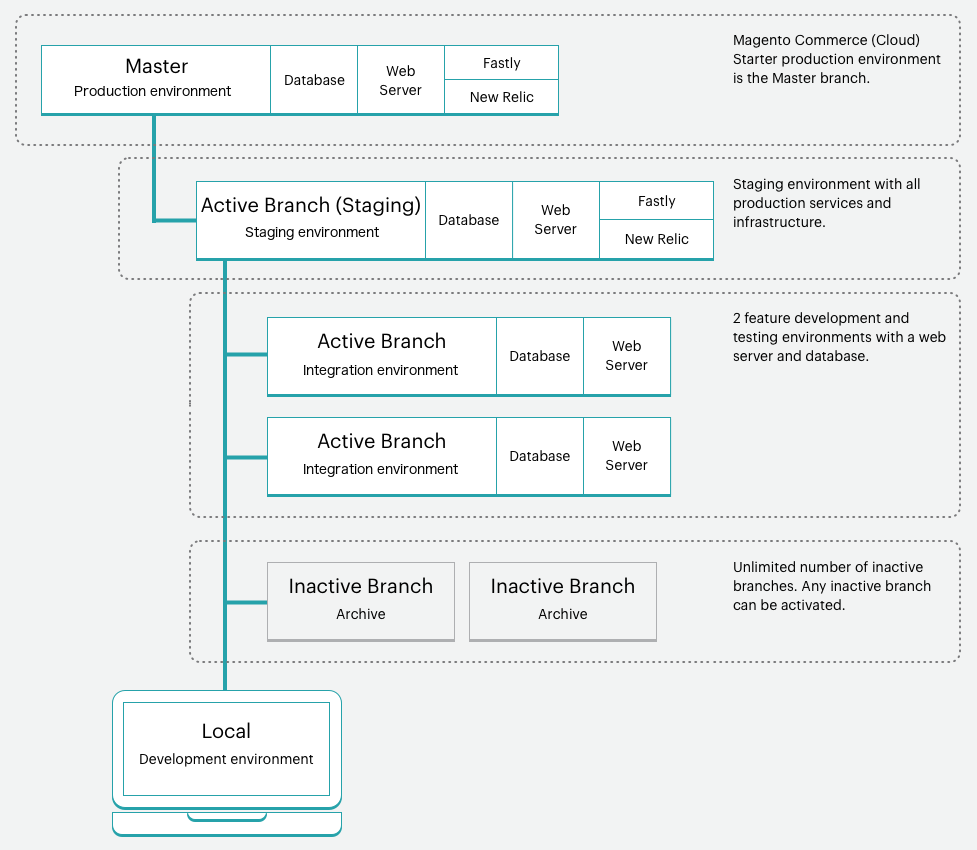 Master
Production environment
Database
Web
Server
Fastly
New Relic
Magento Commerce (Cloud)
Starter production environment
is the Master branch.
Active Branch (Staging)
Staging environment
Database
Web
Server
Fastly
New Relic
Staging environment with all
production services and
infrastructure.
Active Branch
Integration environment
Database
Web
Server
2 feature development and
testing environments with a web
server and database.
Active Branch
Integration environment
Database
Web
Server
Inactive Branch
Archive
Inactive Branch
Archive
Unlimited number of inactive
branches. Any inactive branch
can be activated.
Local
Development environment